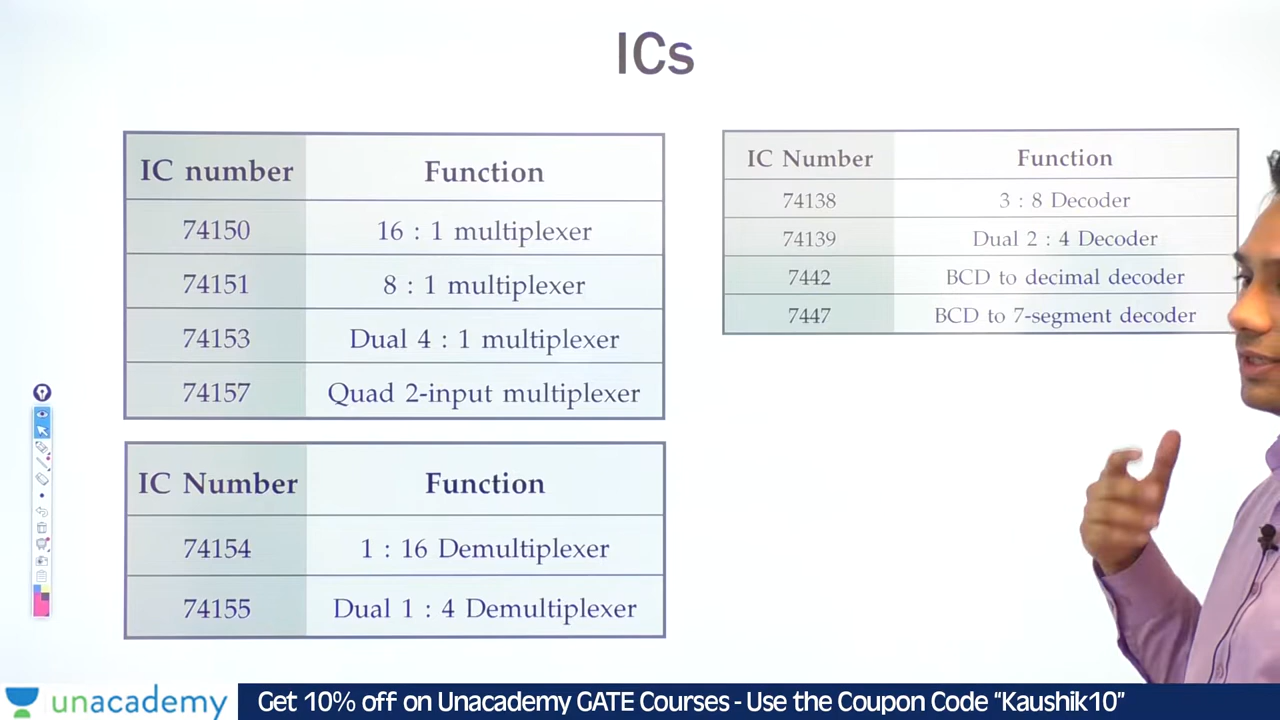 ICs
IC number Function
74150 16 : 1 multiplexer
74151 8 : 1 multiplexer
74153 Dual 4 : 1 multiplexer
74157 Quad 2-input multiplexer
IC Number Function
74154 1 : 16 Demultiplexer
74155 Dual 1 : 4 Demultiplexer
IC Number Function
74138 3 : 8 Decoder
74139 Dual 2 : 4 Decoder
7442 BCD to decimal decoder
7447 BCD to 7-segment decoder
unacademy Get 10% off on Unacademy GATE Courses - Use the Coupon Code “Kaushik10”